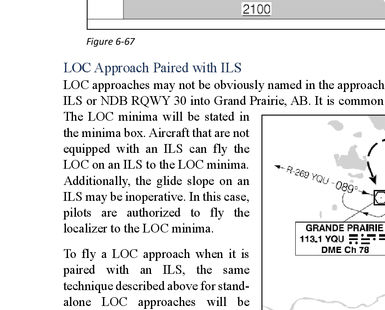 2100
Figure 6-67
LOC Approach Paired with ILS
LOC approaches may not be obviously named in the approach
ILS or NDB RQWY 30 into Grand Prairie, AB. It is common
The LOC minima will be stated in
the minima box. Aircraft that are not
equipped with an ILS can fly the
LOC on an ILS to the LOC minima.
Additionally, the glide slope on an
ILS may be inoperative. In this case,
pilots are authorized to fly the
localizer to the LOC minima.
To fly a LOC approach when it is
paired with an ILS, the same
technique described above for stand-
alone LOC approaches will be
R-269 YQU
089°
GRANDE PRAIRIE
113.1 YQU
DME Ch 78